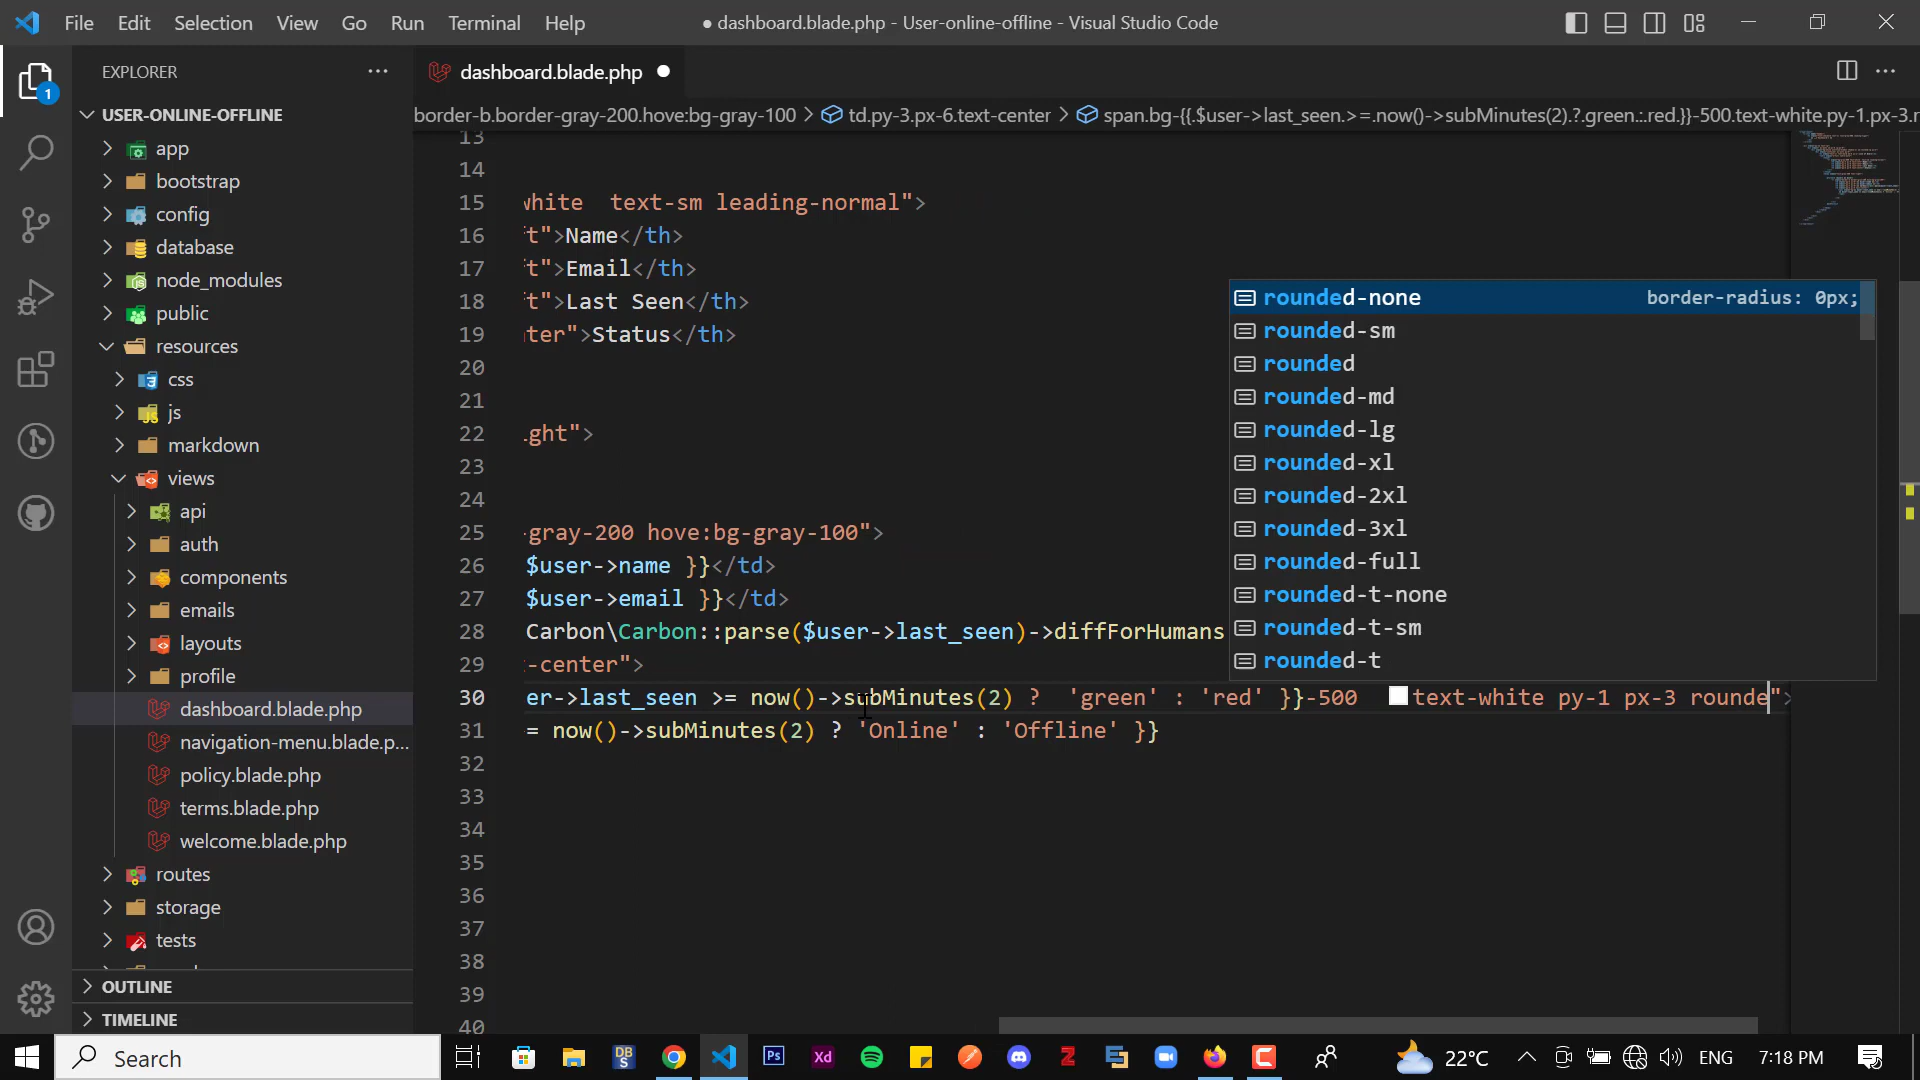 File Edit Selection View Go Run Terminal Help
● dashboard.blade.php - User-online-offline - Visual Studio Code
EXPLORER
1
USER-ONLINE-OFFLINE
app
bootstrap
config
database
node_modules
public
resources
css
js
markdown
views
api
auth
components
emails
layouts
profile
dashboard.blade.php
navigation-menu.blade.p...
policy.blade.php
terms.blade.php
welcome.blade.php
routes
storage
tests
OUTLINE
TIMELINE
dashboard.blade.php
border-b.border-gray-200.hove:bg-gray-100 > td.py-3.px-6.text-center > span.bg-{{.$user->last_seen.>=.now()->subMinutes(2).?.green.:.red.}}-500.text-white.py-1.px-3.r
13
14
15 white  text-sm leading-normal">
16 ft">Name</th>
17 ft">Email</th>
18 ft">Last Seen</th>
19 ter">Status</th>
20
21
22 ght">
23
24
25 -gray-200 hove:bg-gray-100">
26 $user->name }}</td>
27 $user->email }}</td>
28 Carbon\Carbon::parse($user->last_seen)->diffForHumans
29 -center">
30 er->last_seen >= now()->subMinutes(2) ?  'green' : 'red' }}-500  text-white py-1 px-3 rounde">
31 = now()->subMinutes(2) ? 'Online' : 'Offline' }}
32
33
34
35
36
37
38
39
40
rounded-none border-radius: 0px;
rounded-sm
rounded
rounded-md
rounded-lg
rounded-xl
rounded-2xl
rounded-3xl
rounded-full
rounded-t-none
rounded-t-sm
rounded-t
Search
DBS
Ps
Xd
22°C
ENG
7:18 PM